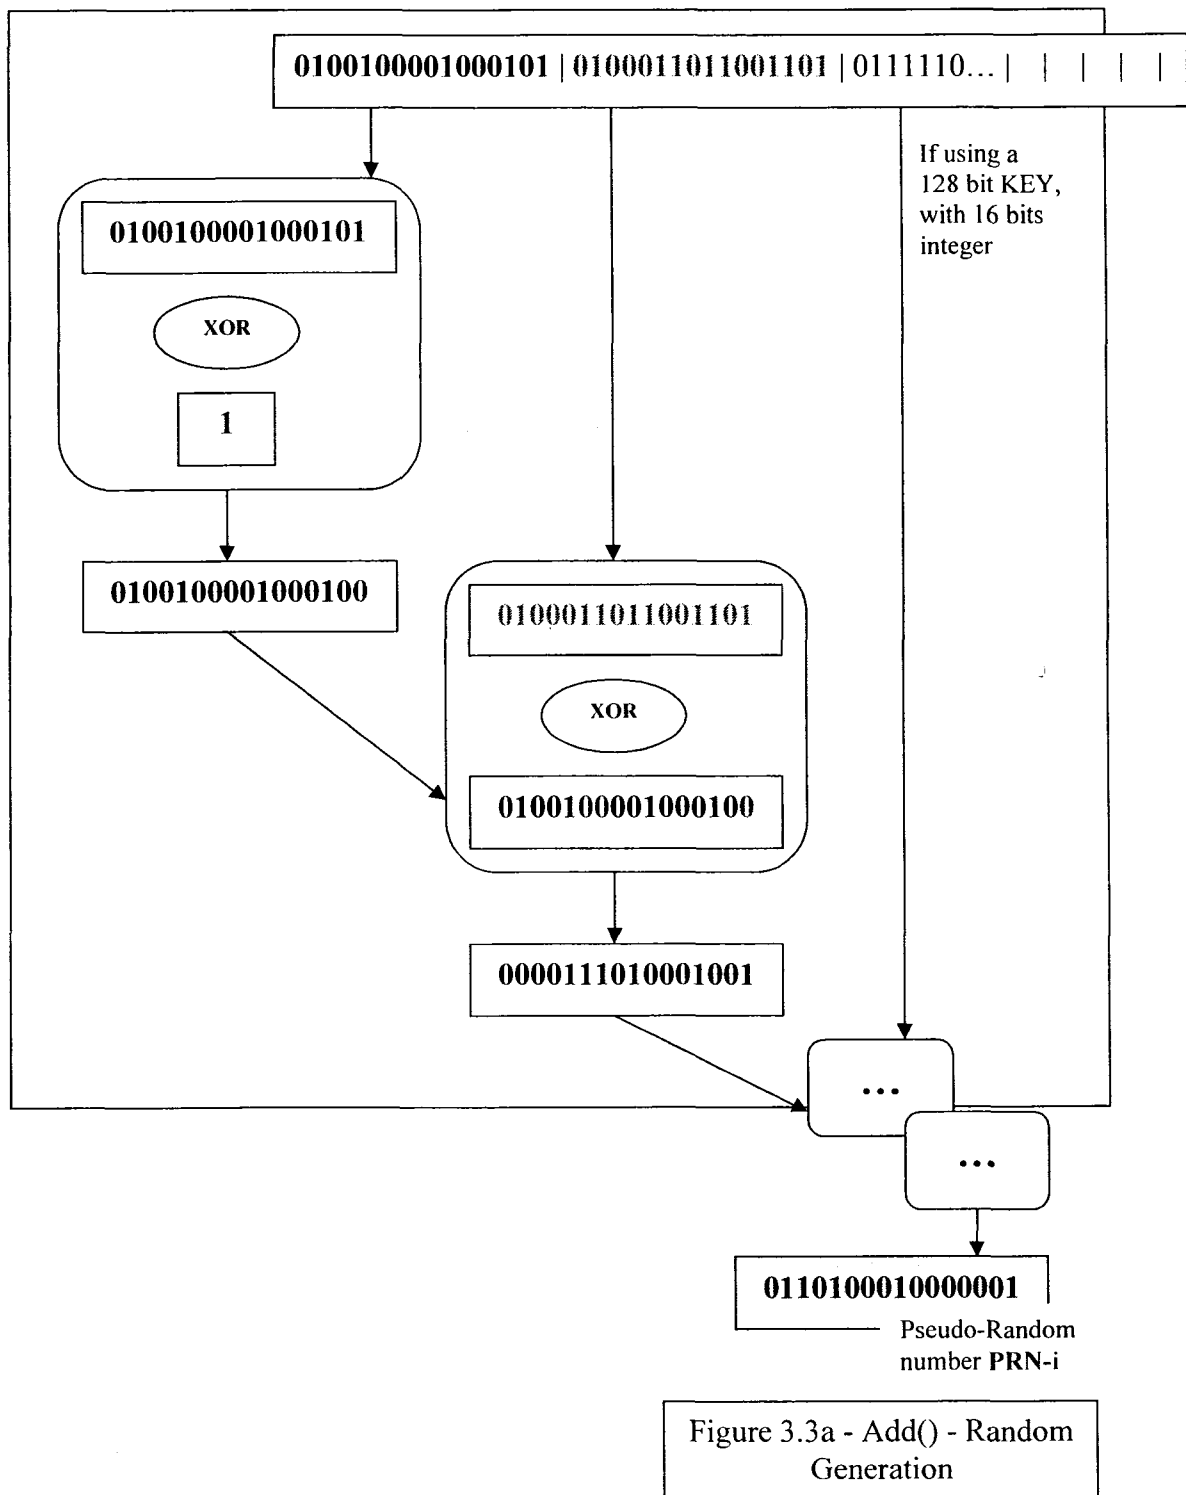 0100100001000101 | 0100011011001101 | 0111110... | | | | |
If using a
128 bit KEY,
with 16 bits
integer
0100100001000101
XOR
1
0100100001000100
0100011011001101
XOR
0100100001000100
0000111010001001
...
...
0110100010000001
Pseudo-Random
number PRN-i
Figure 3.3a - Add() - Random
Generation